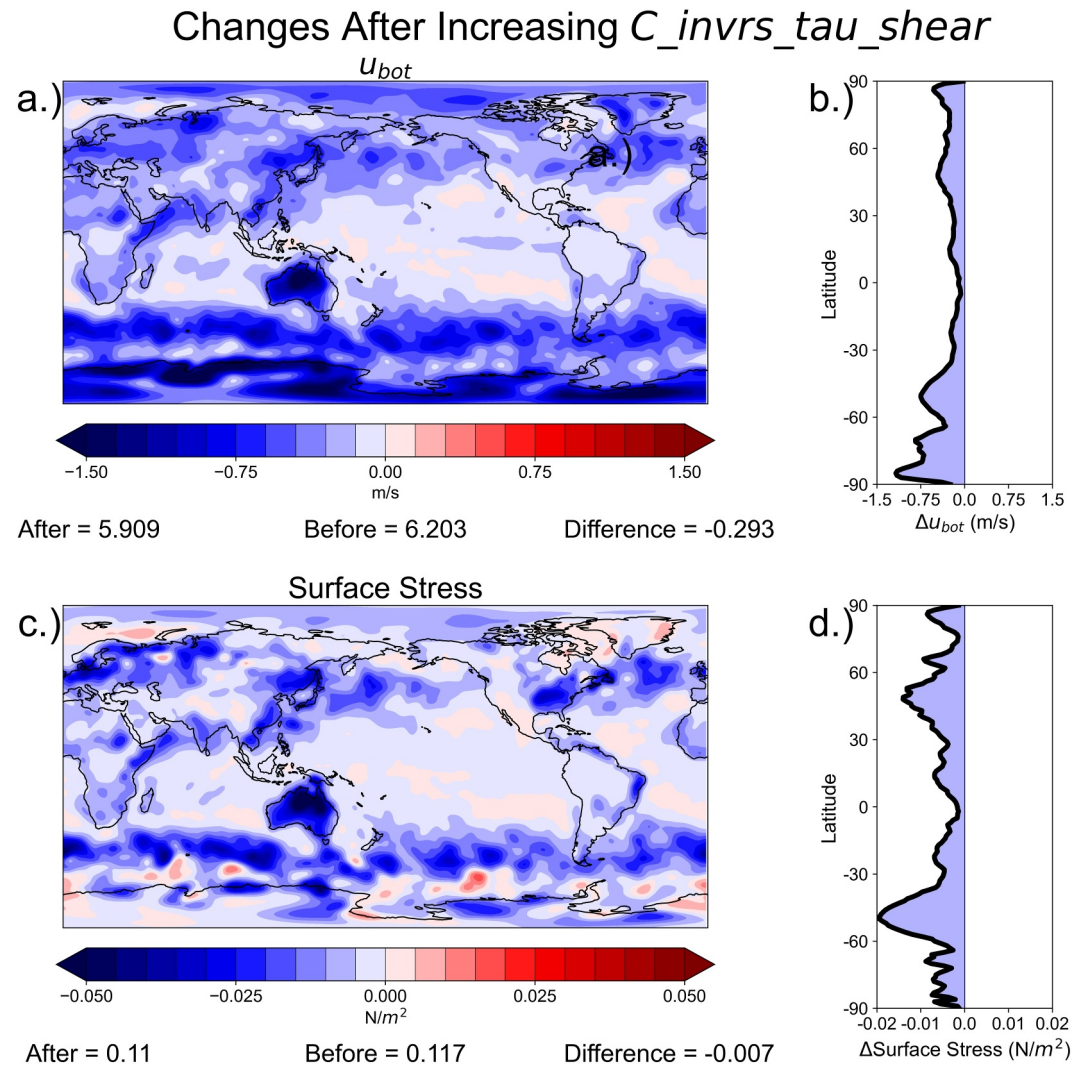 Changes After Increasing C_invrs_tau_shear
u_bot
a.)
b.)
a.)
90
60
30
0
-30
-60
-90
Latitude
-1.5 -0.75 0.0 0.75 1.5
Δu_bot (m/s)
−1.50 −0.75 0.00 0.75 1.50
m/s
After = 5.909 Before = 6.203 Difference = -0.293
Surface Stress
c.)
d.)
90
60
30
0
-30
-60
-90
Latitude
-0.02 -0.01 0.0 0.01 0.02
ΔSurface Stress (N/m²)
−0.050 −0.025 0.000 0.025 0.050
N/m²
After = 0.11 Before = 0.117 Difference = -0.007